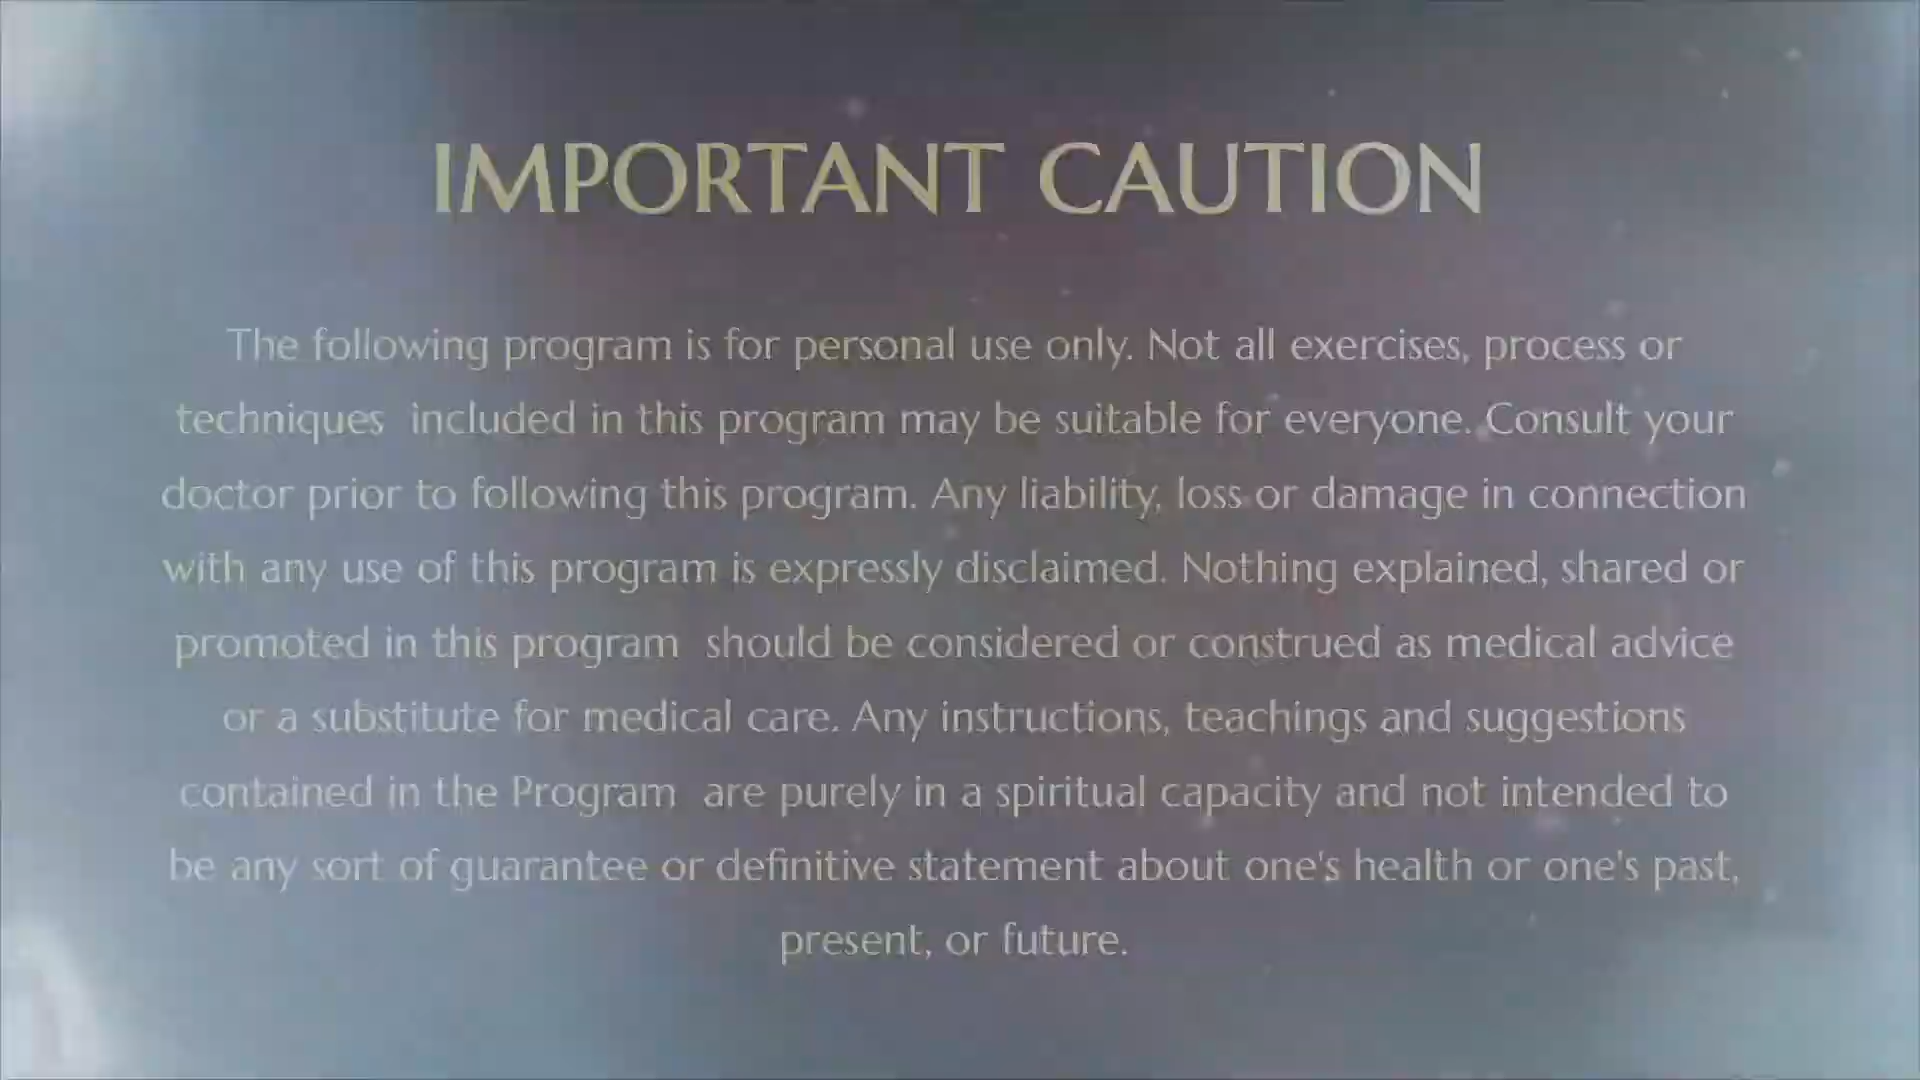 IMPORTANT CAUTION
The following program is for personal use only. Not all exercises, process or
techniques included in this program may be suitable for everyone. Consult your
doctor prior to following this program. Any liability, loss or damage in connection
with any use of this program is expressly disclaimed. Nothing explained, shared or
promoted in this program should be considered or construed as medical advice
or a substitute for medical care. Any instructions, teachings and suggestions
contained in the Program are purely in a spiritual capacity and not intended to
be any sort of guarantee or definitive statement about one's health or one's past,
present, or future.